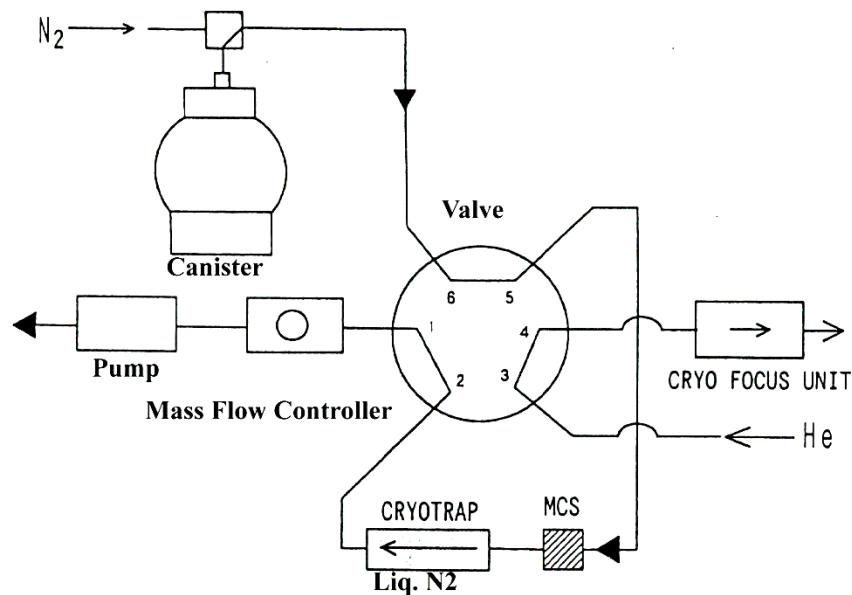 N2
Canister
Valve
6
5
1
4
2
3
Pump
Mass Flow Controller
CRYO FOCUS UNIT
He
CRYOTRAP
MCS
Liq. N2